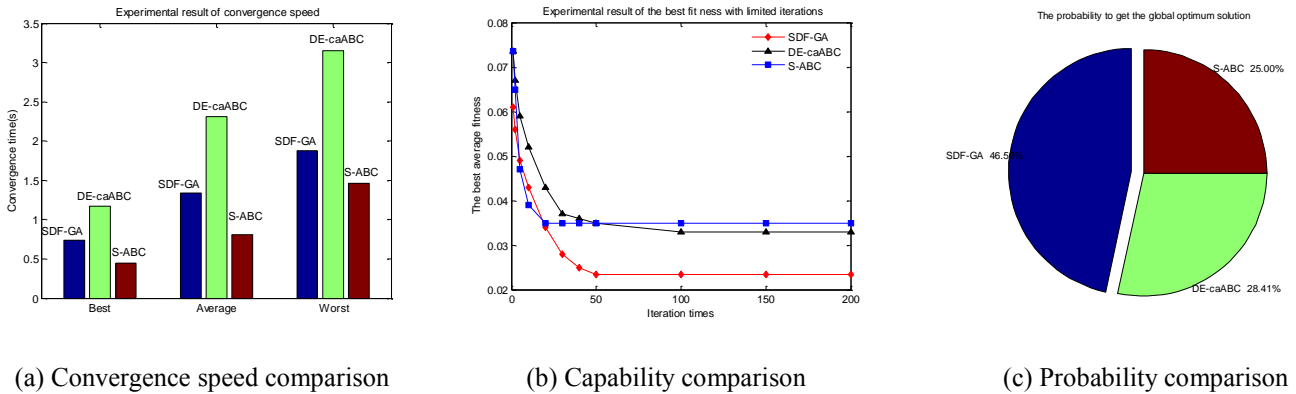 Experimental result of convergence speed
Convergence time(s)
3.5
3
2.5
2
1.5
1
0.5
0
SDF-GA
DE-caABC
S-ABC
SDF-GA
DE-caABC
S-ABC
SDF-GA
DE-caABC
S-ABC
Best
Average
Worst
(a) Convergence speed comparison
Experimental result of the best fit ness with limited iterations
The best average fitness
0.08
0.07
0.06
0.05
0.04
0.03
0.02
SDF-GA
DE-caABC
S-ABC
0
50
100
150
200
Iteration times
(b) Capability comparison
The probability to get the global optimum solution
S-ABC 25.00%
SDF-GA
DE-caABC 28.41%
(c) Probability comparison